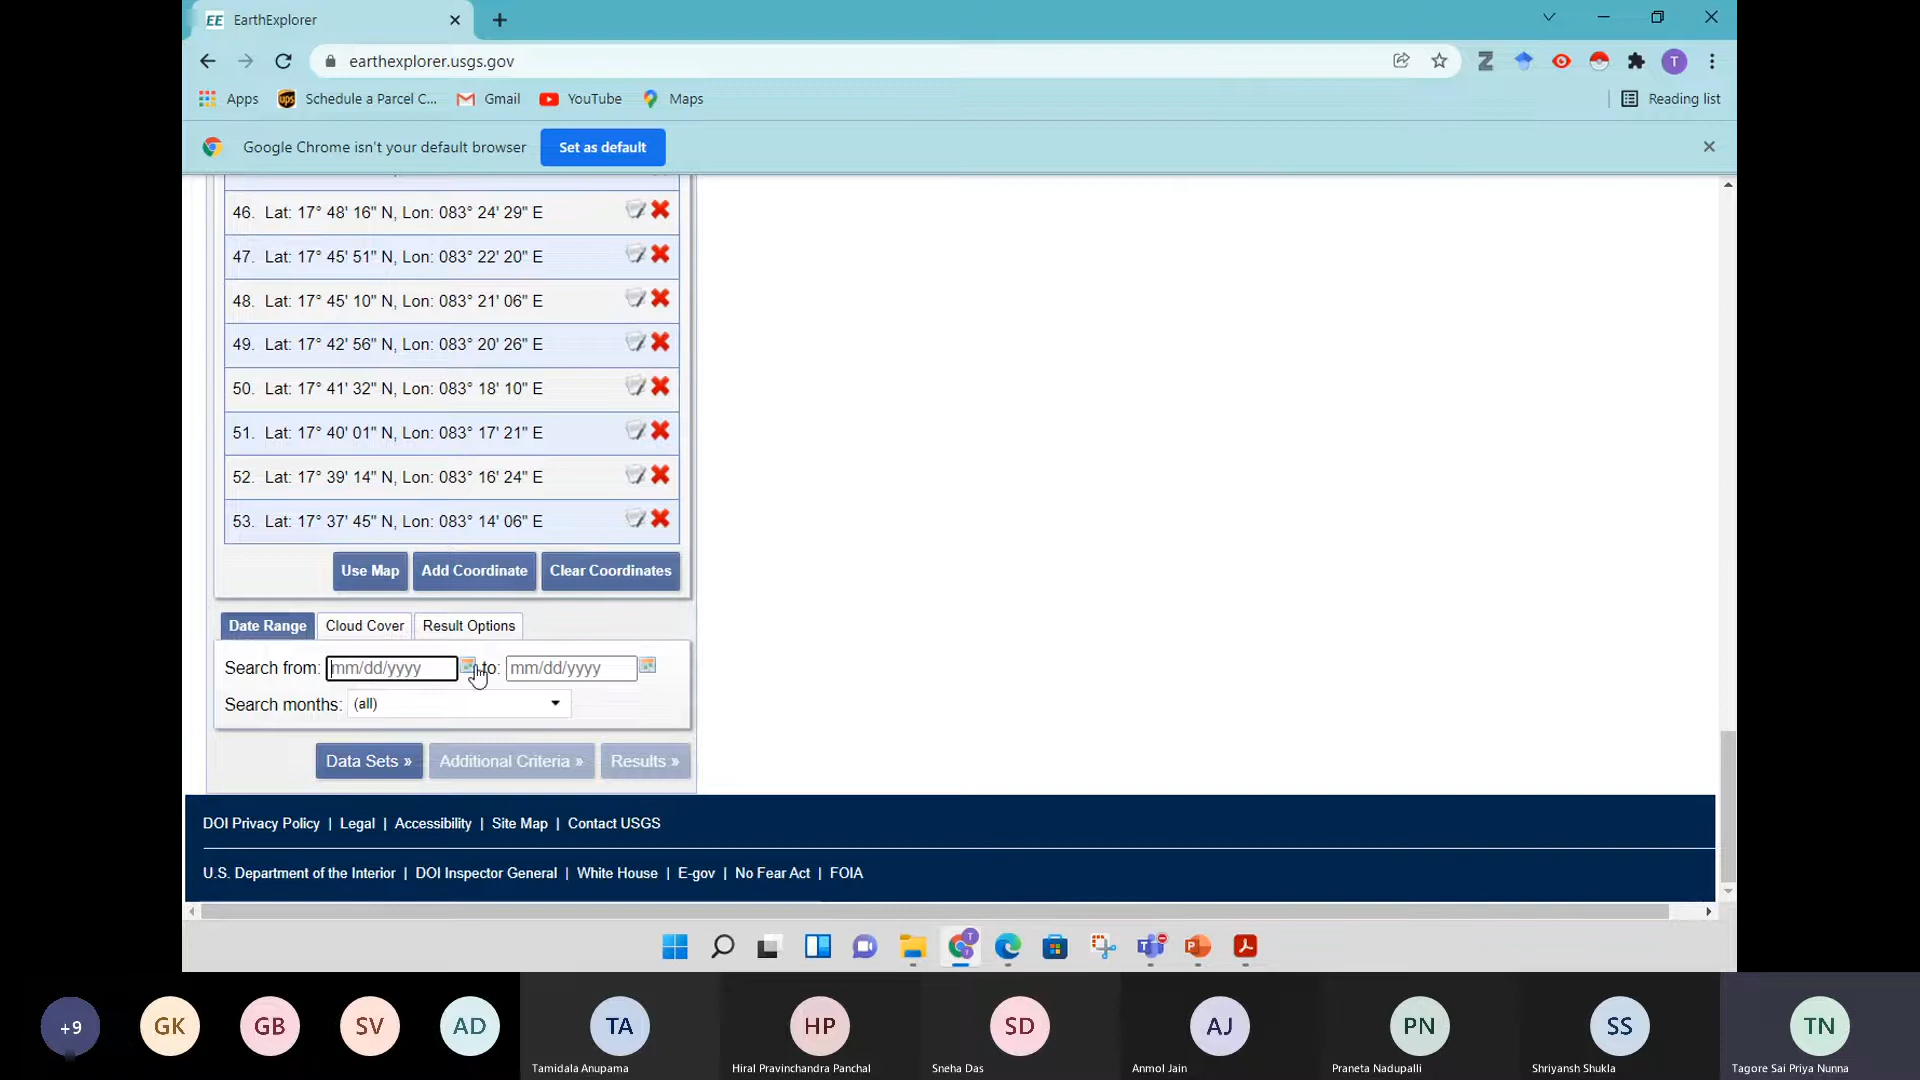 EE EarthExplorer
earthexplorer.usgs.gov
T
Apps
ups Schedule a Parcel C...
Gmail
YouTube
Maps
Reading list
Google Chrome isn't your default browser
Set as default
46. Lat: 17° 48' 16" N, Lon: 083° 24' 29" E
47. Lat: 17° 45' 51" N, Lon: 083° 22' 20" E
48. Lat: 17° 45' 10" N, Lon: 083° 21' 06" E
49. Lat: 17° 42' 56" N, Lon: 083° 20' 26" E
50. Lat: 17° 41' 32" N, Lon: 083° 18' 10" E
51. Lat: 17° 40' 01" N, Lon: 083° 17' 21" E
52. Lat: 17° 39' 14" N, Lon: 083° 16' 24" E
53. Lat: 17° 37' 45" N, Lon: 083° 14' 06" E
Use Map Add Coordinate Clear Coordinates
Date Range Cloud Cover Result Options
Search from: mm/dd/yyyy to: mm/dd/yyyy
Search months: (all)
Data Sets » Additional Criteria » Results »
DOI Privacy Policy | Legal | Accessibility | Site Map | Contact USGS
U.S. Department of the Interior | DOI Inspector General | White House | E-gov | No Fear Act | FOIA
+9 GK GB SV AD TA HP SD AJ PN SS TN
Tamidala Anupama Hiral Pravinchandra Panchal Sneha Das Anmol Jain Praneta Nadupalli Shriyansh Shukla Tagore Sai Priya Nunna